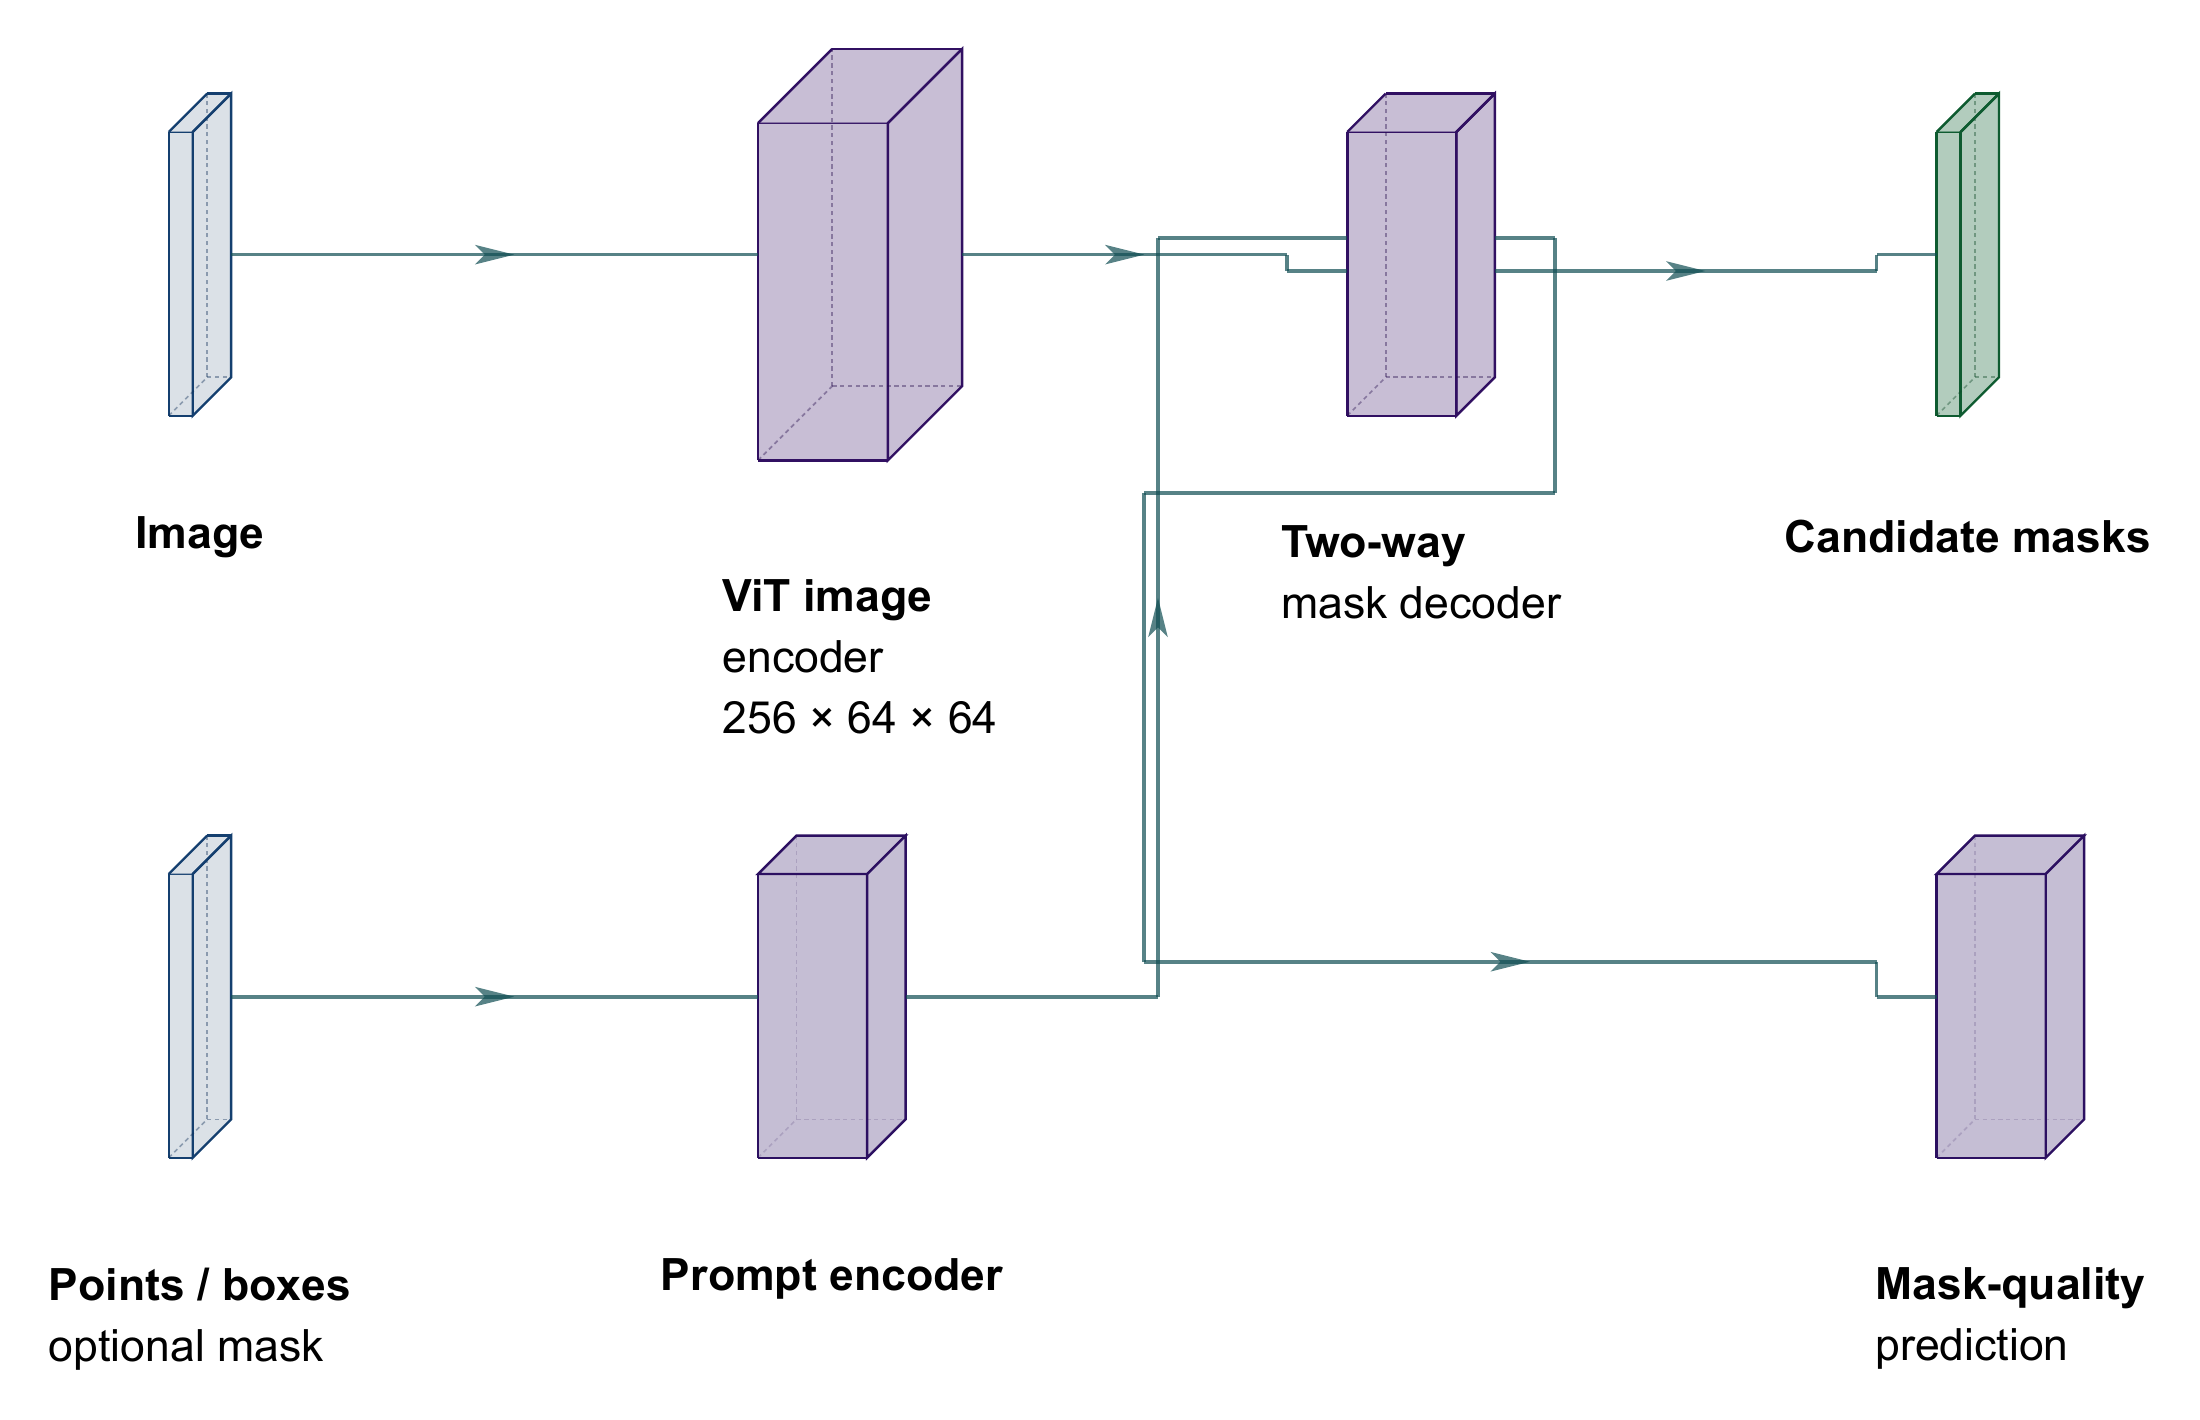 Image
ViT image
encoder
256 × 64 × 64
Two-way
mask decoder
Candidate masks
Points / boxes
optional mask
Prompt encoder
Mask-quality
prediction